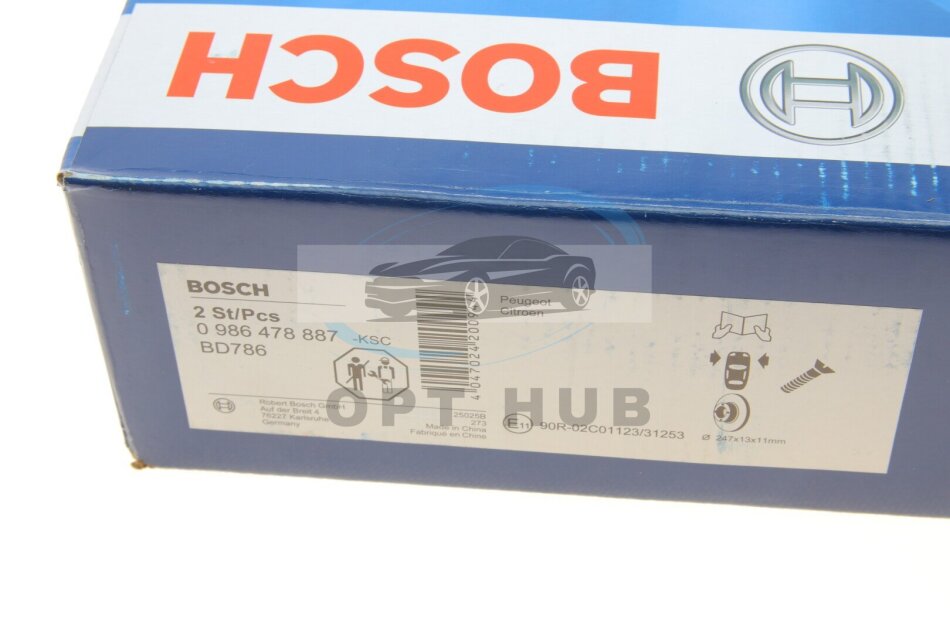 BOSCH
BOSCH
2 St/Pcs
0 986 478 887 -KSC
BD786
Robert Bosch GmbH
Auf der Breit 4
76227 Karlsruhe
Germany
25025B
273
Made in China
Fabriqué en Chine
Peugeot
Citroen
E11 90R-02C01123/31253
Ø 247x13x11mm
OPT HUB